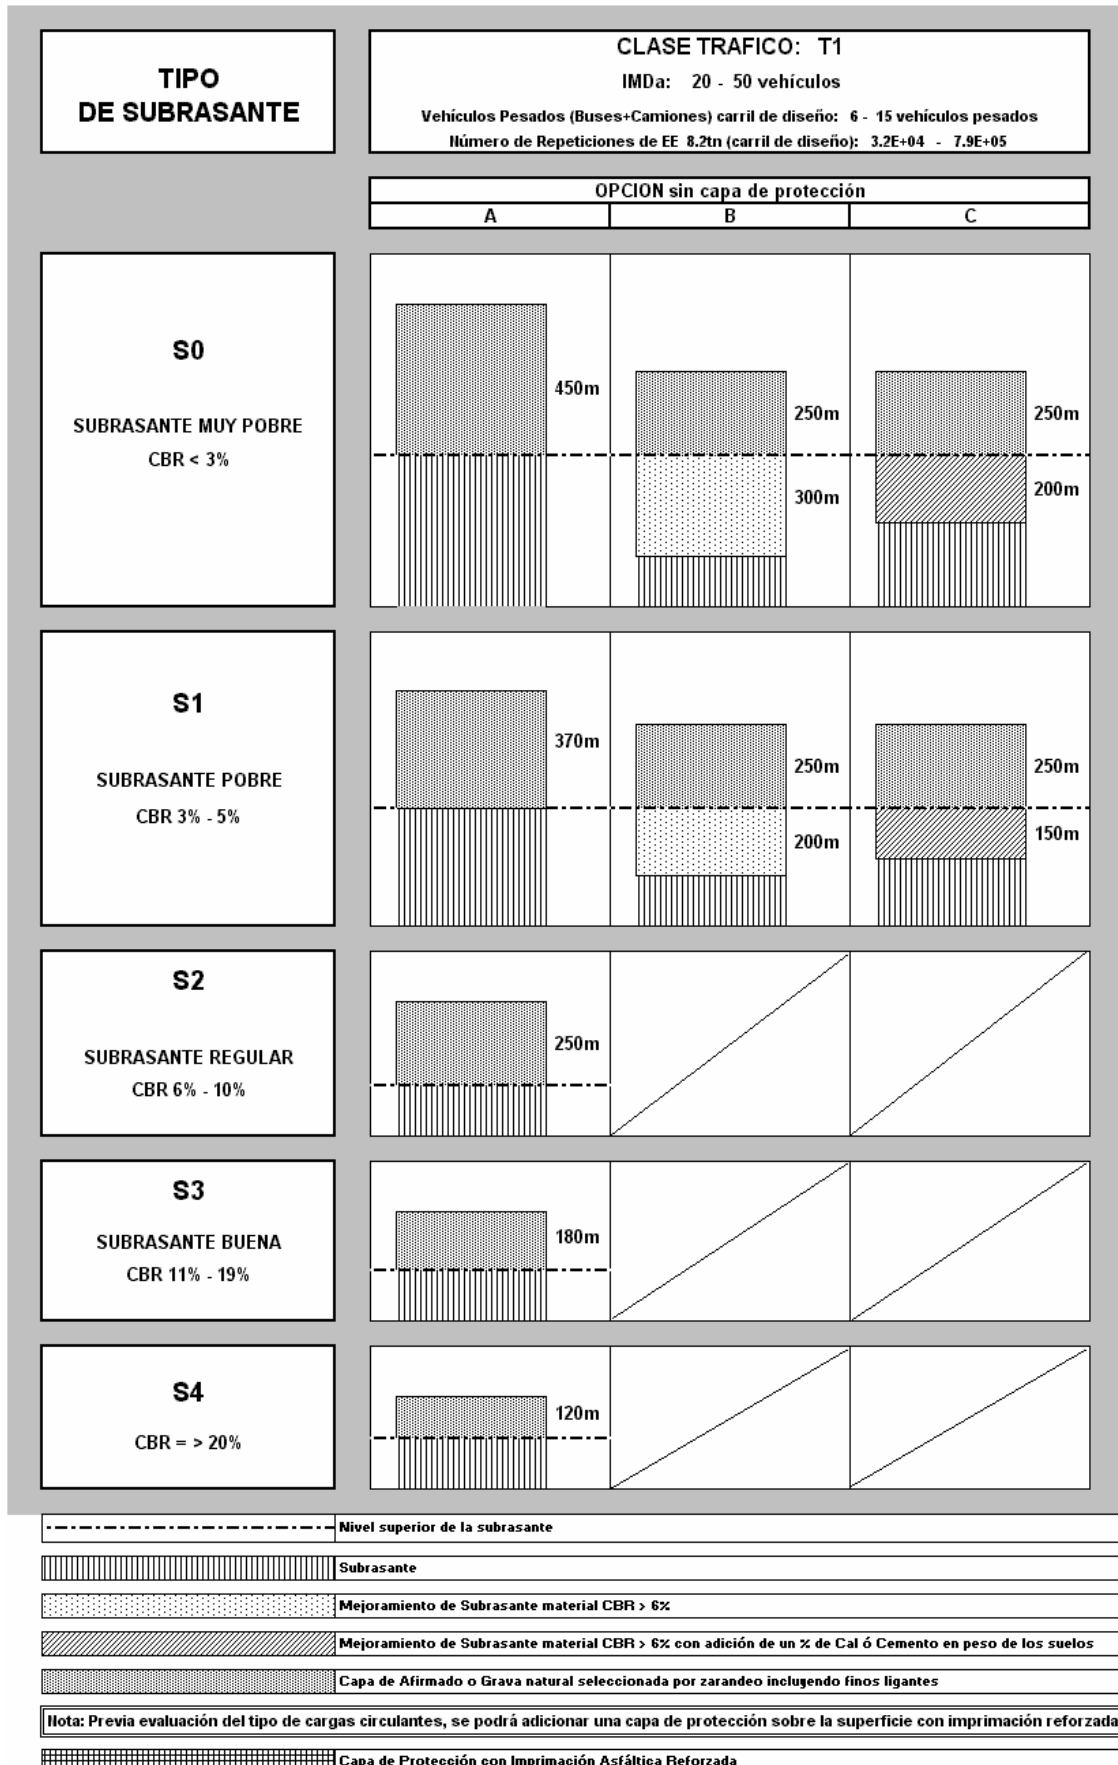 TIPO
DE SUBRASANTE
CLASE TRAFICO: T1
IMDa: 20 - 50 vehículos
Vehículos Pesados (Buses+Camiones) carril de diseño: 6 - 15 vehículos pesados
Número de Repeticiones de EE 8.2tn (carril de diseño): 3.2E+04 - 7.9E+05
OPCION sin capa de protección
A B C
S0
SUBRASANTE MUY POBRE
CBR < 3%
450m
250m
300m
250m
200m
S1
SUBRASANTE POBRE
CBR 3% - 5%
370m
250m
200m
250m
150m
S2
SUBRASANTE REGULAR
CBR 6% - 10%
250m
S3
SUBRASANTE BUENA
CBR 11% - 19%
180m
S4
CBR = > 20%
120m
Nivel superior de la subrasante
Subrasante
Mejoramiento de Subrasante material CBR > 6%
Mejoramiento de Subrasante material CBR > 6% con adición de un % de Cal ó Cemento en peso de los suelos
Capa de Afirmado o Grava natural seleccionada por zarandeo incluyendo finos ligantes
Nota: Previa evaluación del tipo de cargas circulantes, se podrá adicionar una capa de protección sobre la superficie con imprimación reforzada
Capa de Protección con Imprimación Asfáltica Reforzada